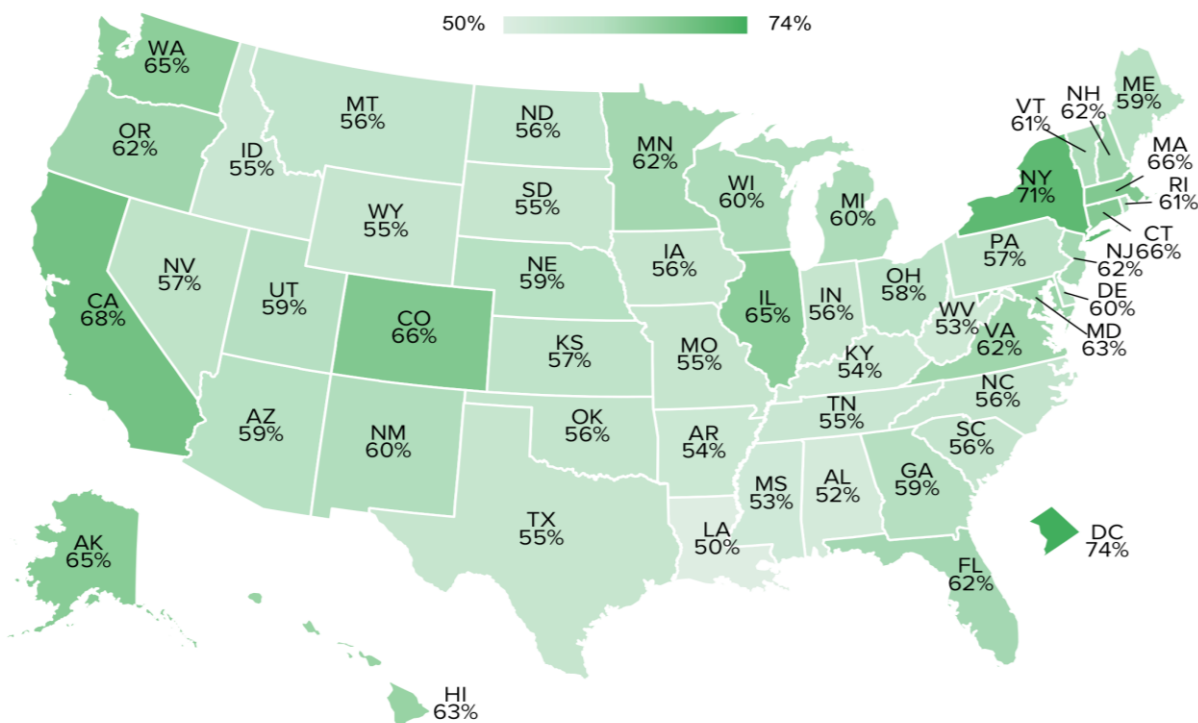 50%
74%
WA
65%
OR
62%
CA
68%
ID
55%
NV
57%
MT
56%
WY
55%
UT
59%
CO
66%
AZ
59%
NM
60%
ND
56%
SD
55%
NE
59%
KS
57%
OK
56%
TX
55%
MN
62%
IA
56%
MO
55%
AR
54%
LA
50%
WI
60%
IL
65%
MI
60%
IN
56%
OH
58%
KY
54%
TN
55%
MS
53%
AL
52%
GA
59%
FL
62%
SC
56%
NC
56%
VA
62%
WV
53%
PA
57%
NY
71%
VT
61%
NH
62%
ME
59%
MA
66%
RI
61%
CT
66%
NJ
62%
DE
60%
MD
63%
DC
74%
AK
65%
HI
63%